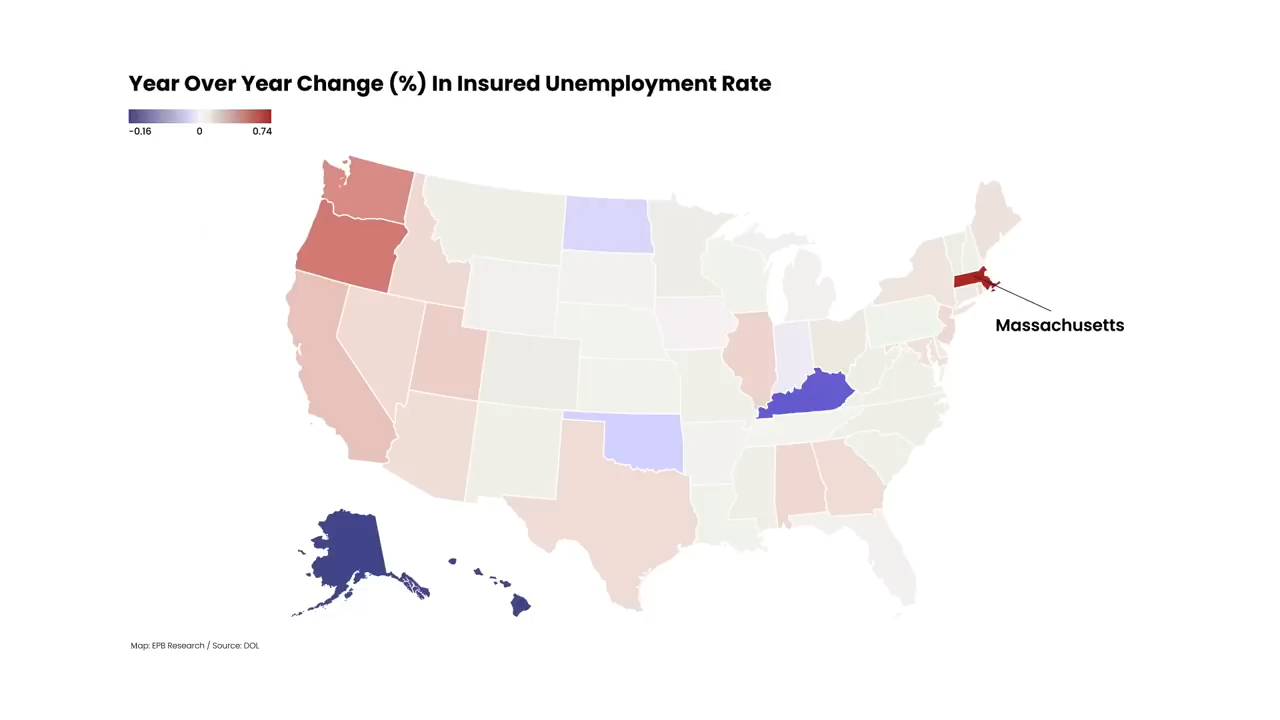 Year Over Year Change (%) In Insured Unemployment Rate
-0.16 0 0.74
Massachusetts
Map: EPB Research / Source: DOL